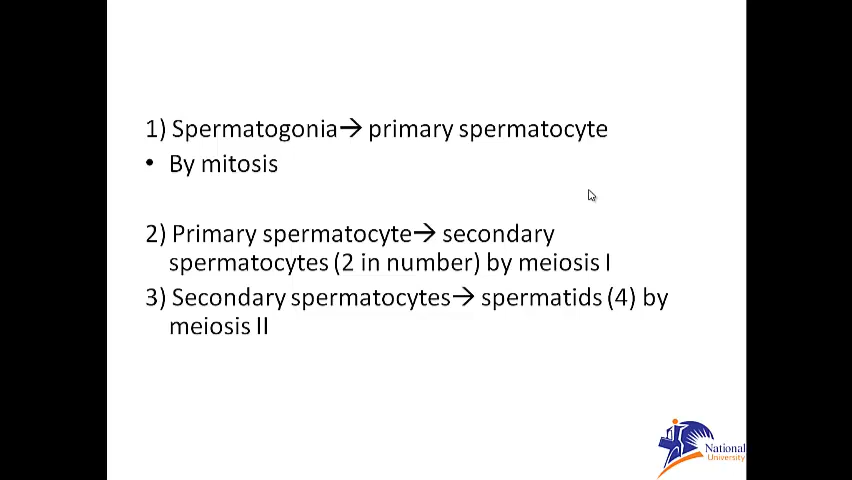 1) Spermatogonia→ primary spermatocyte
• By mitosis
2) Primary spermatocyte→ secondary
spermatocytes (2 in number) by meiosis I
3) Secondary spermatocytes→ spermatids (4) by
meiosis II
National
University